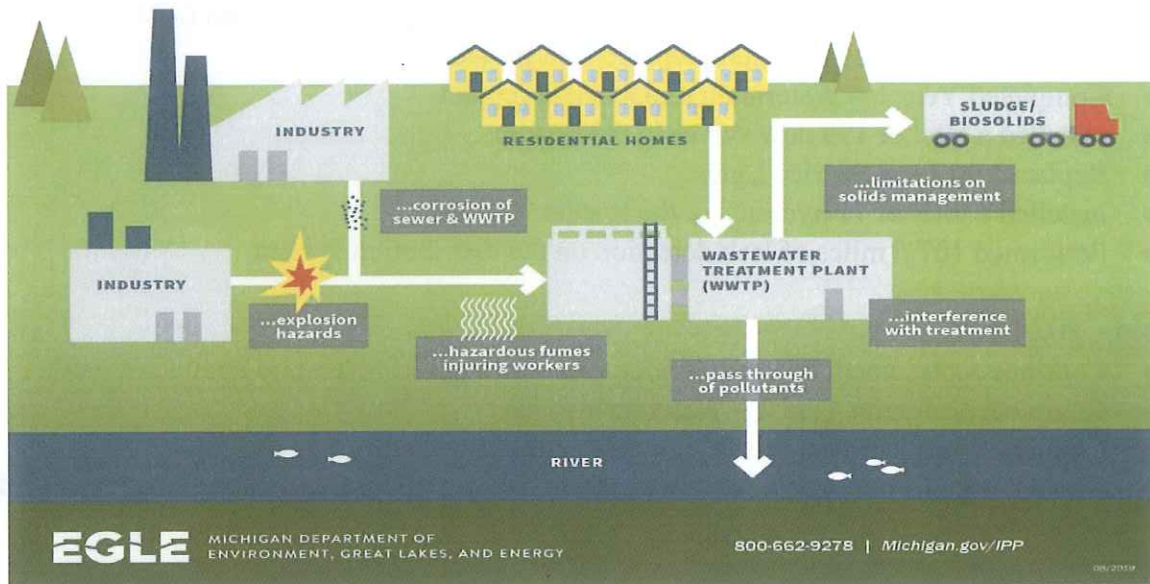 INDUSTRY
RESIDENTIAL HOMES
SLUDGE/
BIOSOLIDS
...corrosion of
sewer & WWTP
...limitations on
solids management
INDUSTRY
WASTEWATER
TREATMENT PLANT
(WWTP)
...explosion
hazards
...hazardous fumes
injuring workers
...interference
with treatment
...pass through
of pollutants
RIVER
EGLE
MICHIGAN DEPARTMENT OF
ENVIRONMENT, GREAT LAKES, AND ENERGY
800-662-9278 | Michigan.gov/IPP
08/2019